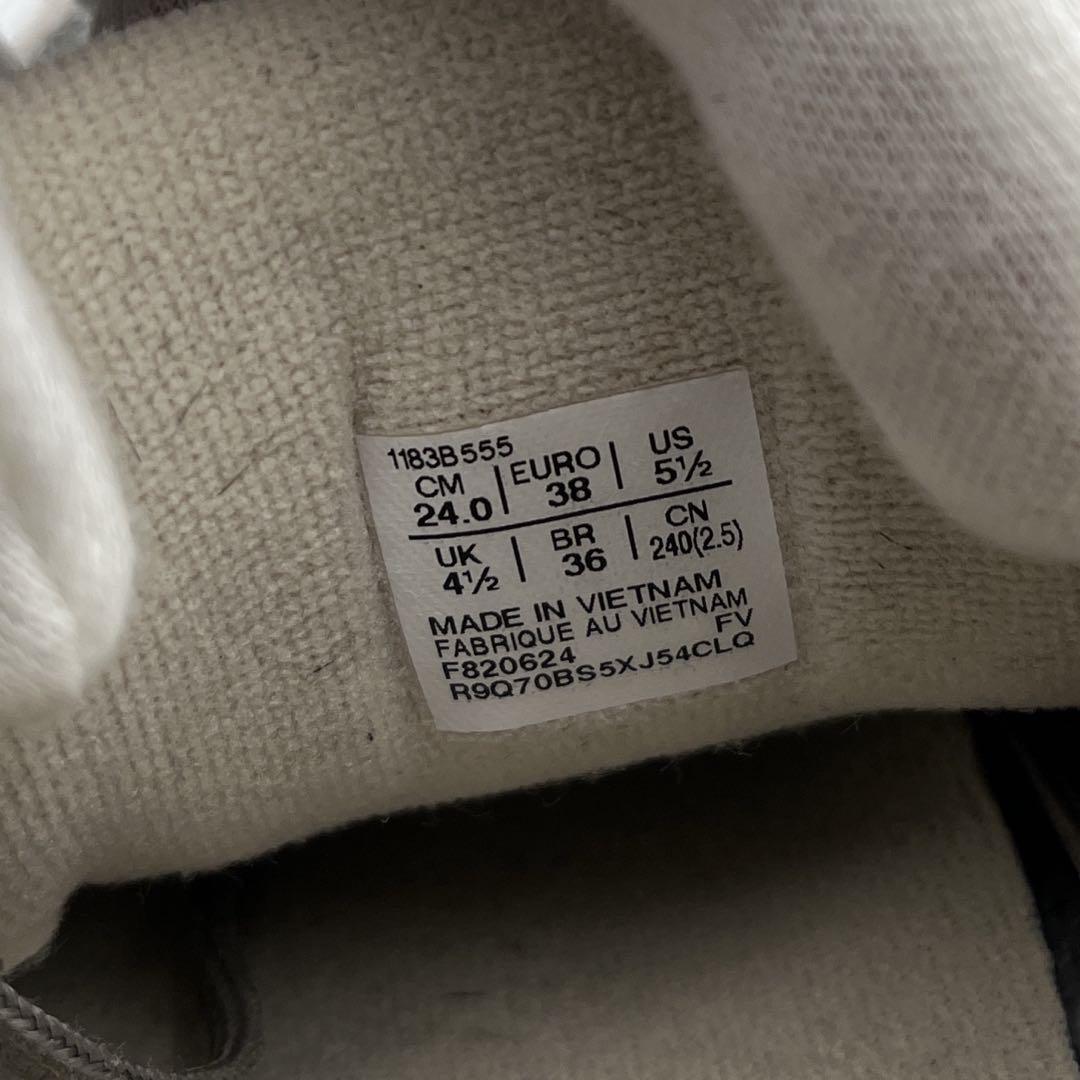 1183B555
CM | EURO | US
24.0 | 38 | 5½
UK | BR | CN
4½ | 36 | 240(2.5)
MADE IN VIETNAM
FABRIQUE AU VIETNAM
F820624 FV
R9Q70BS5XJ54CLQ